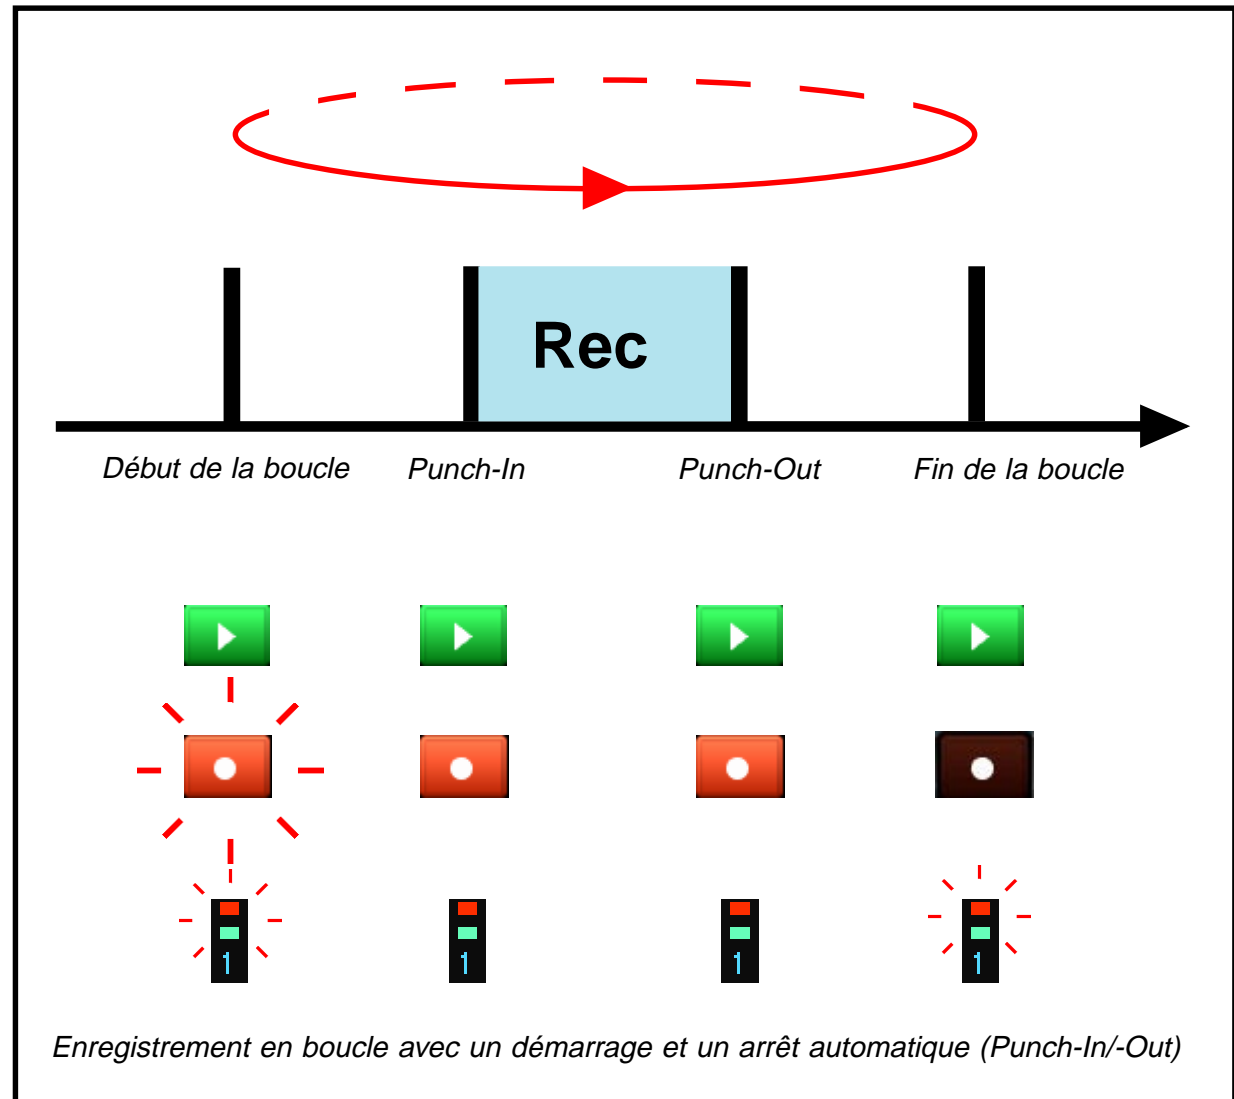 Rec
Début de la boucle Punch-In Punch-Out Fin de la boucle
1 1 1 1
Enregistrement en boucle avec un démarrage et un arrêt automatique (Punch-In/-Out)